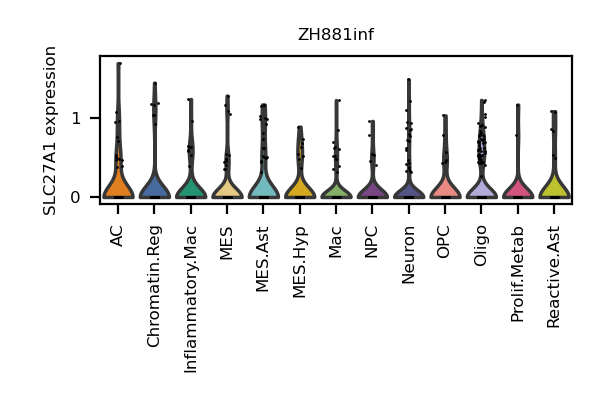 ZH881inf
SLC27A1 expression
1
0
AC
Chromatin.Reg
Inflammatory.Mac
MES
MES.Ast
MES.Hyp
Mac
NPC
Neuron
OPC
Oligo
Prolif.Metab
Reactive.Ast